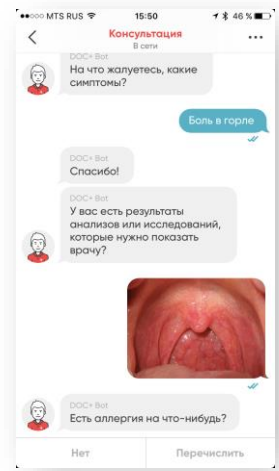 MTS RUS 15:50 46 %
Консультация
В сети
DOC+ Bot
На что жалуетесь, какие
симптомы?
Боль в горле
DOC+ Bot
Спасибо!
DOC+ Bot
У вас есть результаты
анализов или исследований,
которые нужно показать
врачу?
DOC+ Bot
Есть аллергия на что-нибудь?
Нет Перечислить